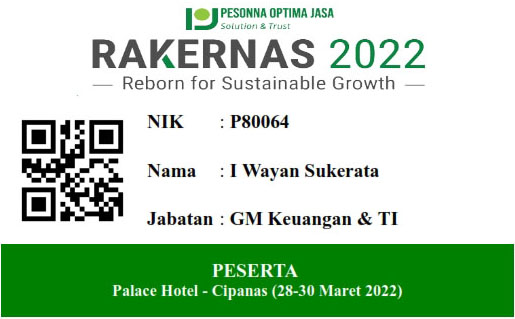 PESONNA OPTIMA JASA
Solution & Trust
RAKERNAS 2022
Reborn for Sustainable Growth
NIK : P80064
Nama : I Wayan Sukerata
Jabatan : GM Keuangan & TI
PESERTA
Palace Hotel - Cipanas (28-30 Maret 2022)